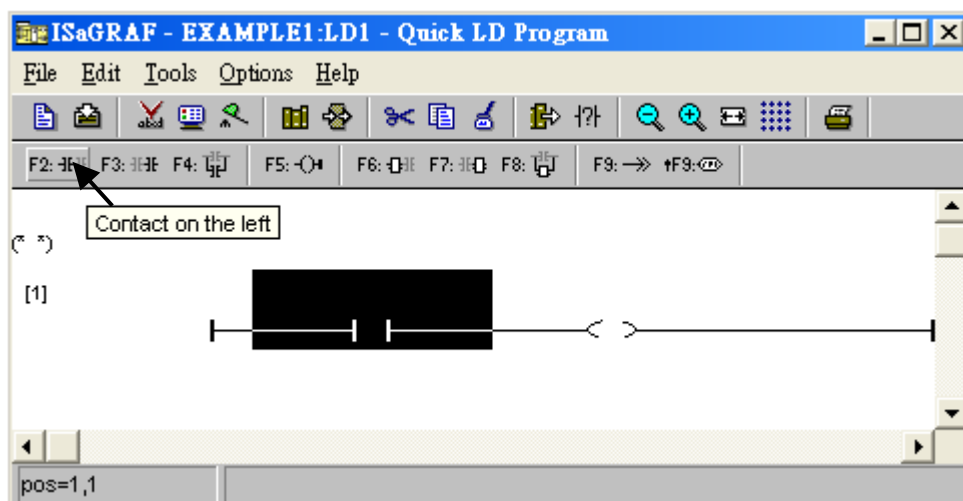 ISaGRAF - EXAMPLE1:LD1 - Quick LD Program
File Edit Tools Options Help
F2: F3: F4: F5: F6: F7: F8: F9: ↑F9:
Contact on the left
(* *)
[1]
pos=1,1